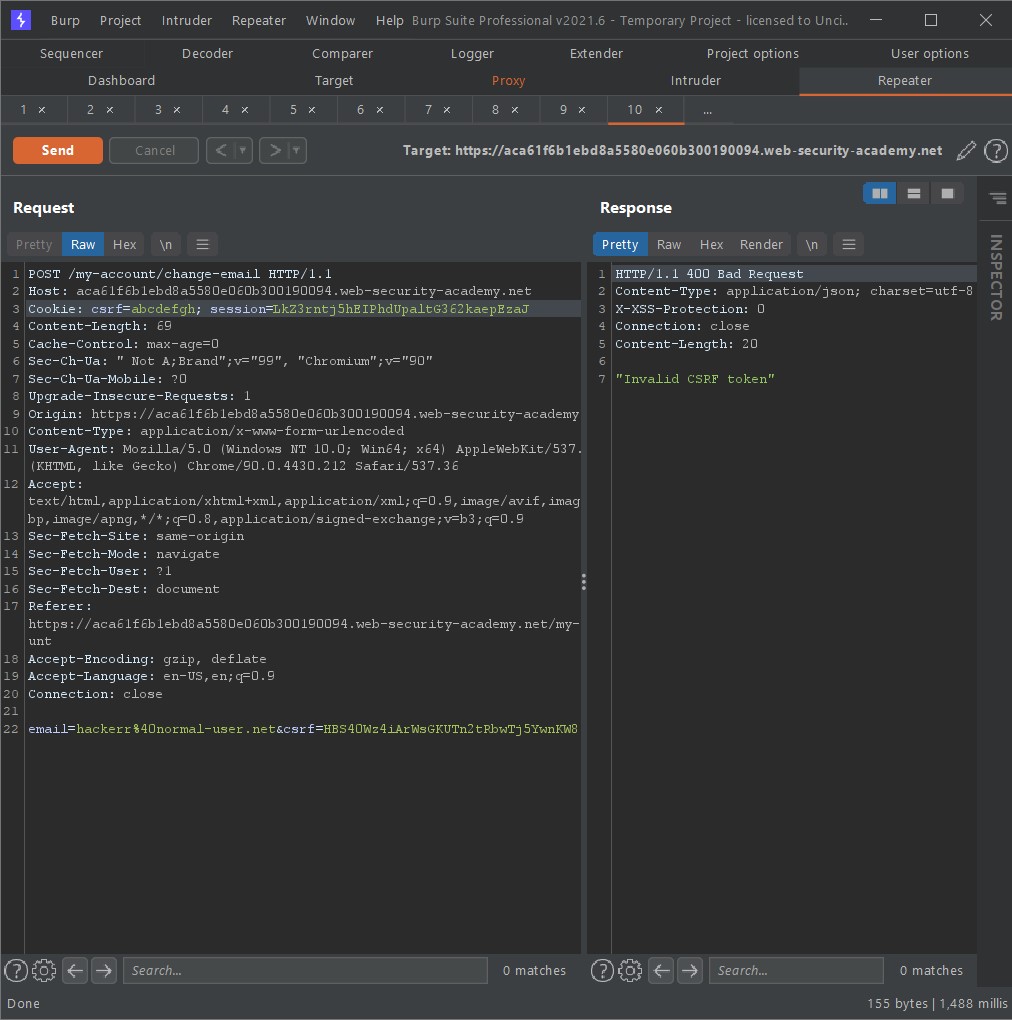 Burp Project Intruder Repeater Window Help Burp Suite Professional v2021.6 - Temporary Project - licensed to Unci..
Sequencer Decoder Comparer Logger Extender Project options User options
Dashboard Target Proxy Intruder Repeater
1 × 2 × 3 × 4 × 5 × 6 × 7 × 8 × 9 × 10 × ...
Send Cancel < > Target: https://aca61f6b1ebd8a5580e060b300190094.web-security-academy.net ?
Request
Pretty Raw Hex \n
1 POST /my-account/change-email HTTP/1.1
2 Host: aca61f6b1ebd8a5580e060b300190094.web-security-academy.net
3 Cookie: csrf=abcdefgh; session=LkZ3rntj5hEIPhdUpaltG362kaepEzaJ
4 Content-Length: 69
5 Cache-Control: max-age=0
6 Sec-Ch-Ua: " Not A;Brand";v="99", "Chromium";v="90"
7 Sec-Ch-Ua-Mobile: ?0
8 Upgrade-Insecure-Requests: 1
9 Origin: https://aca61f6b1ebd8a5580e060b300190094.web-security-academy
10 Content-Type: application/x-www-form-urlencoded
11 User-Agent: Mozilla/5.0 (Windows NT 10.0; Win64; x64) AppleWebKit/537.
(KHTML, like Gecko) Chrome/90.0.4430.212 Safari/537.36
12 Accept:
text/html,application/xhtml+xml,application/xml;q=0.9,image/avif,imag
bp,image/apng,*/*;q=0.8,application/signed-exchange;v=b3;q=0.9
13 Sec-Fetch-Site: same-origin
14 Sec-Fetch-Mode: navigate
15 Sec-Fetch-User: ?1
16 Sec-Fetch-Dest: document
17 Referer:
https://aca61f6b1ebd8a5580e060b300190094.web-security-academy.net/my-
unt
18 Accept-Encoding: gzip, deflate
19 Accept-Language: en-US,en;q=0.9
20 Connection: close
21
22 email=hackerr%40normal-user.net&csrf=HBS40Wz4iArWsGKUTn2tRbwTj5YwnKW8
Response
Pretty Raw Hex Render \n
1 HTTP/1.1 400 Bad Request
2 Content-Type: application/json; charset=utf-8
3 X-XSS-Protection: 0
4 Connection: close
5 Content-Length: 20
6
7 "Invalid CSRF token"
INSPECTOR
? Search... 0 matches
? Search... 0 matches
Done 155 bytes | 1,488 millis